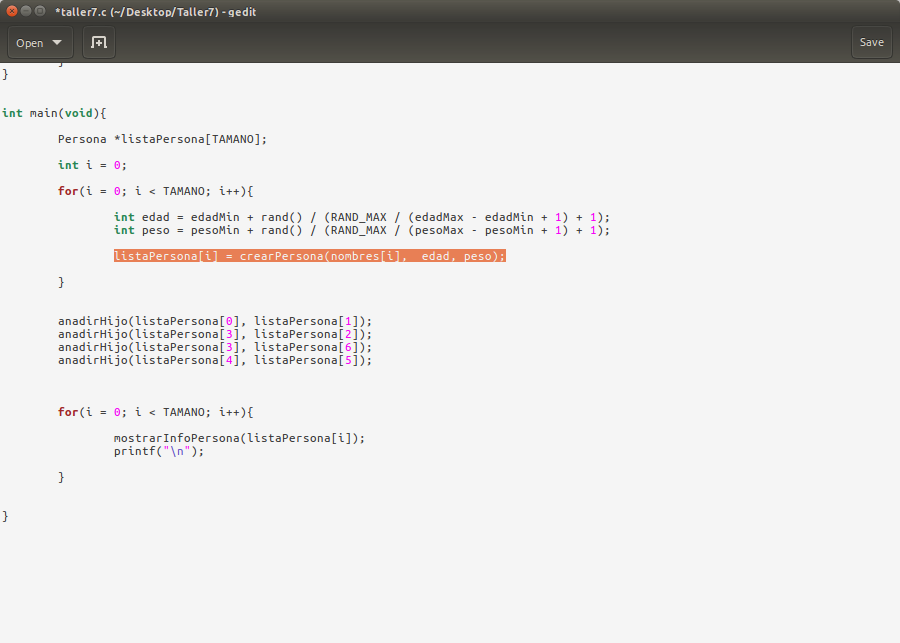 *taller7.c (~/Desktop/Taller7) - gedit
Open
Save
}
}
int main(void){
Persona *listaPersona[TAMANO];
int i = 0;
for(i = 0; i < TAMANO; i++){
int edad = edadMin + rand() / (RAND_MAX / (edadMax - edadMin + 1) + 1);
int peso = pesoMin + rand() / (RAND_MAX / (pesoMax - pesoMin + 1) + 1);
listaPersona[i] = crearPersona(nombres[i],  edad, peso);
}
anadirHijo(listaPersona[0], listaPersona[1]);
anadirHijo(listaPersona[3], listaPersona[2]);
anadirHijo(listaPersona[3], listaPersona[6]);
anadirHijo(listaPersona[4], listaPersona[5]);
for(i = 0; i < TAMANO; i++){
mostrarInfoPersona(listaPersona[i]);
printf("\n");
}
}